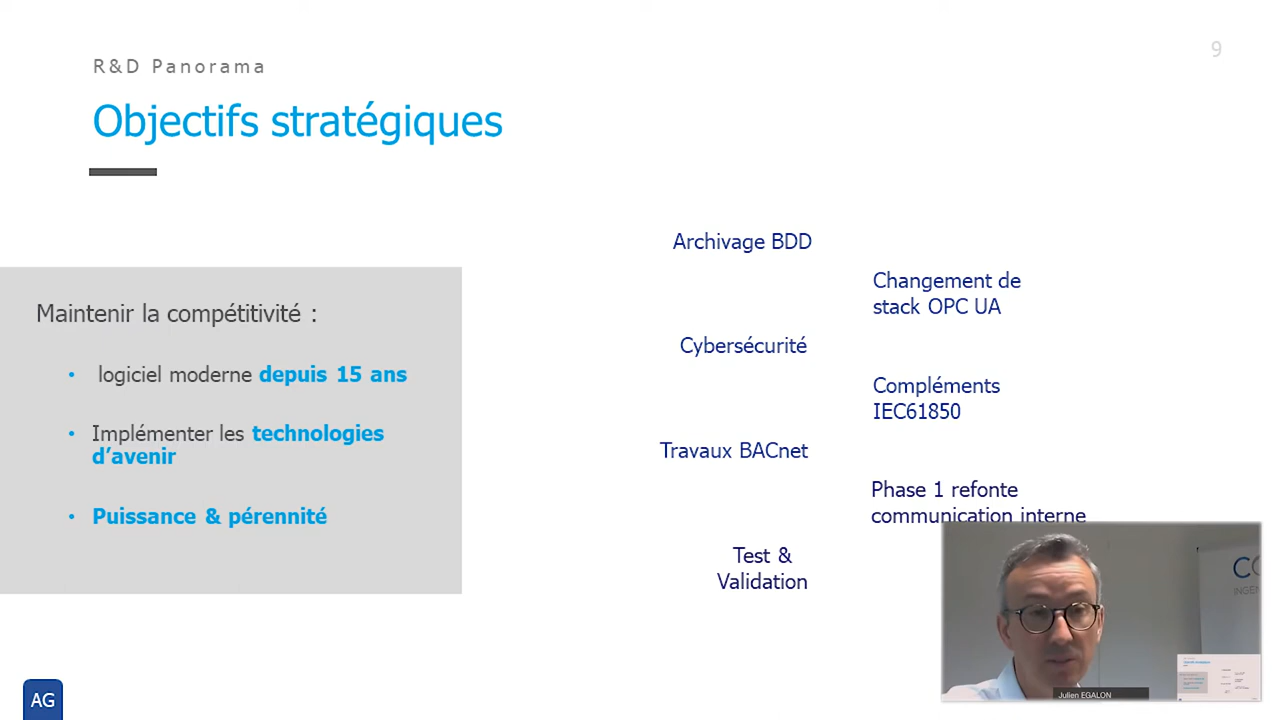 R&D Panorama
9
Objectifs stratégiques
Maintenir la compétitivité :
• logiciel moderne depuis 15 ans
• Implémenter les technologies
d’avenir
• Puissance & pérennité
Archivage BDD
Changement de
stack OPC UA
Cybersécurité
Compléments
IEC61850
Travaux BACnet
Phase 1 refonte
communication interne
Test &
Validation
Julien EGALON
AG